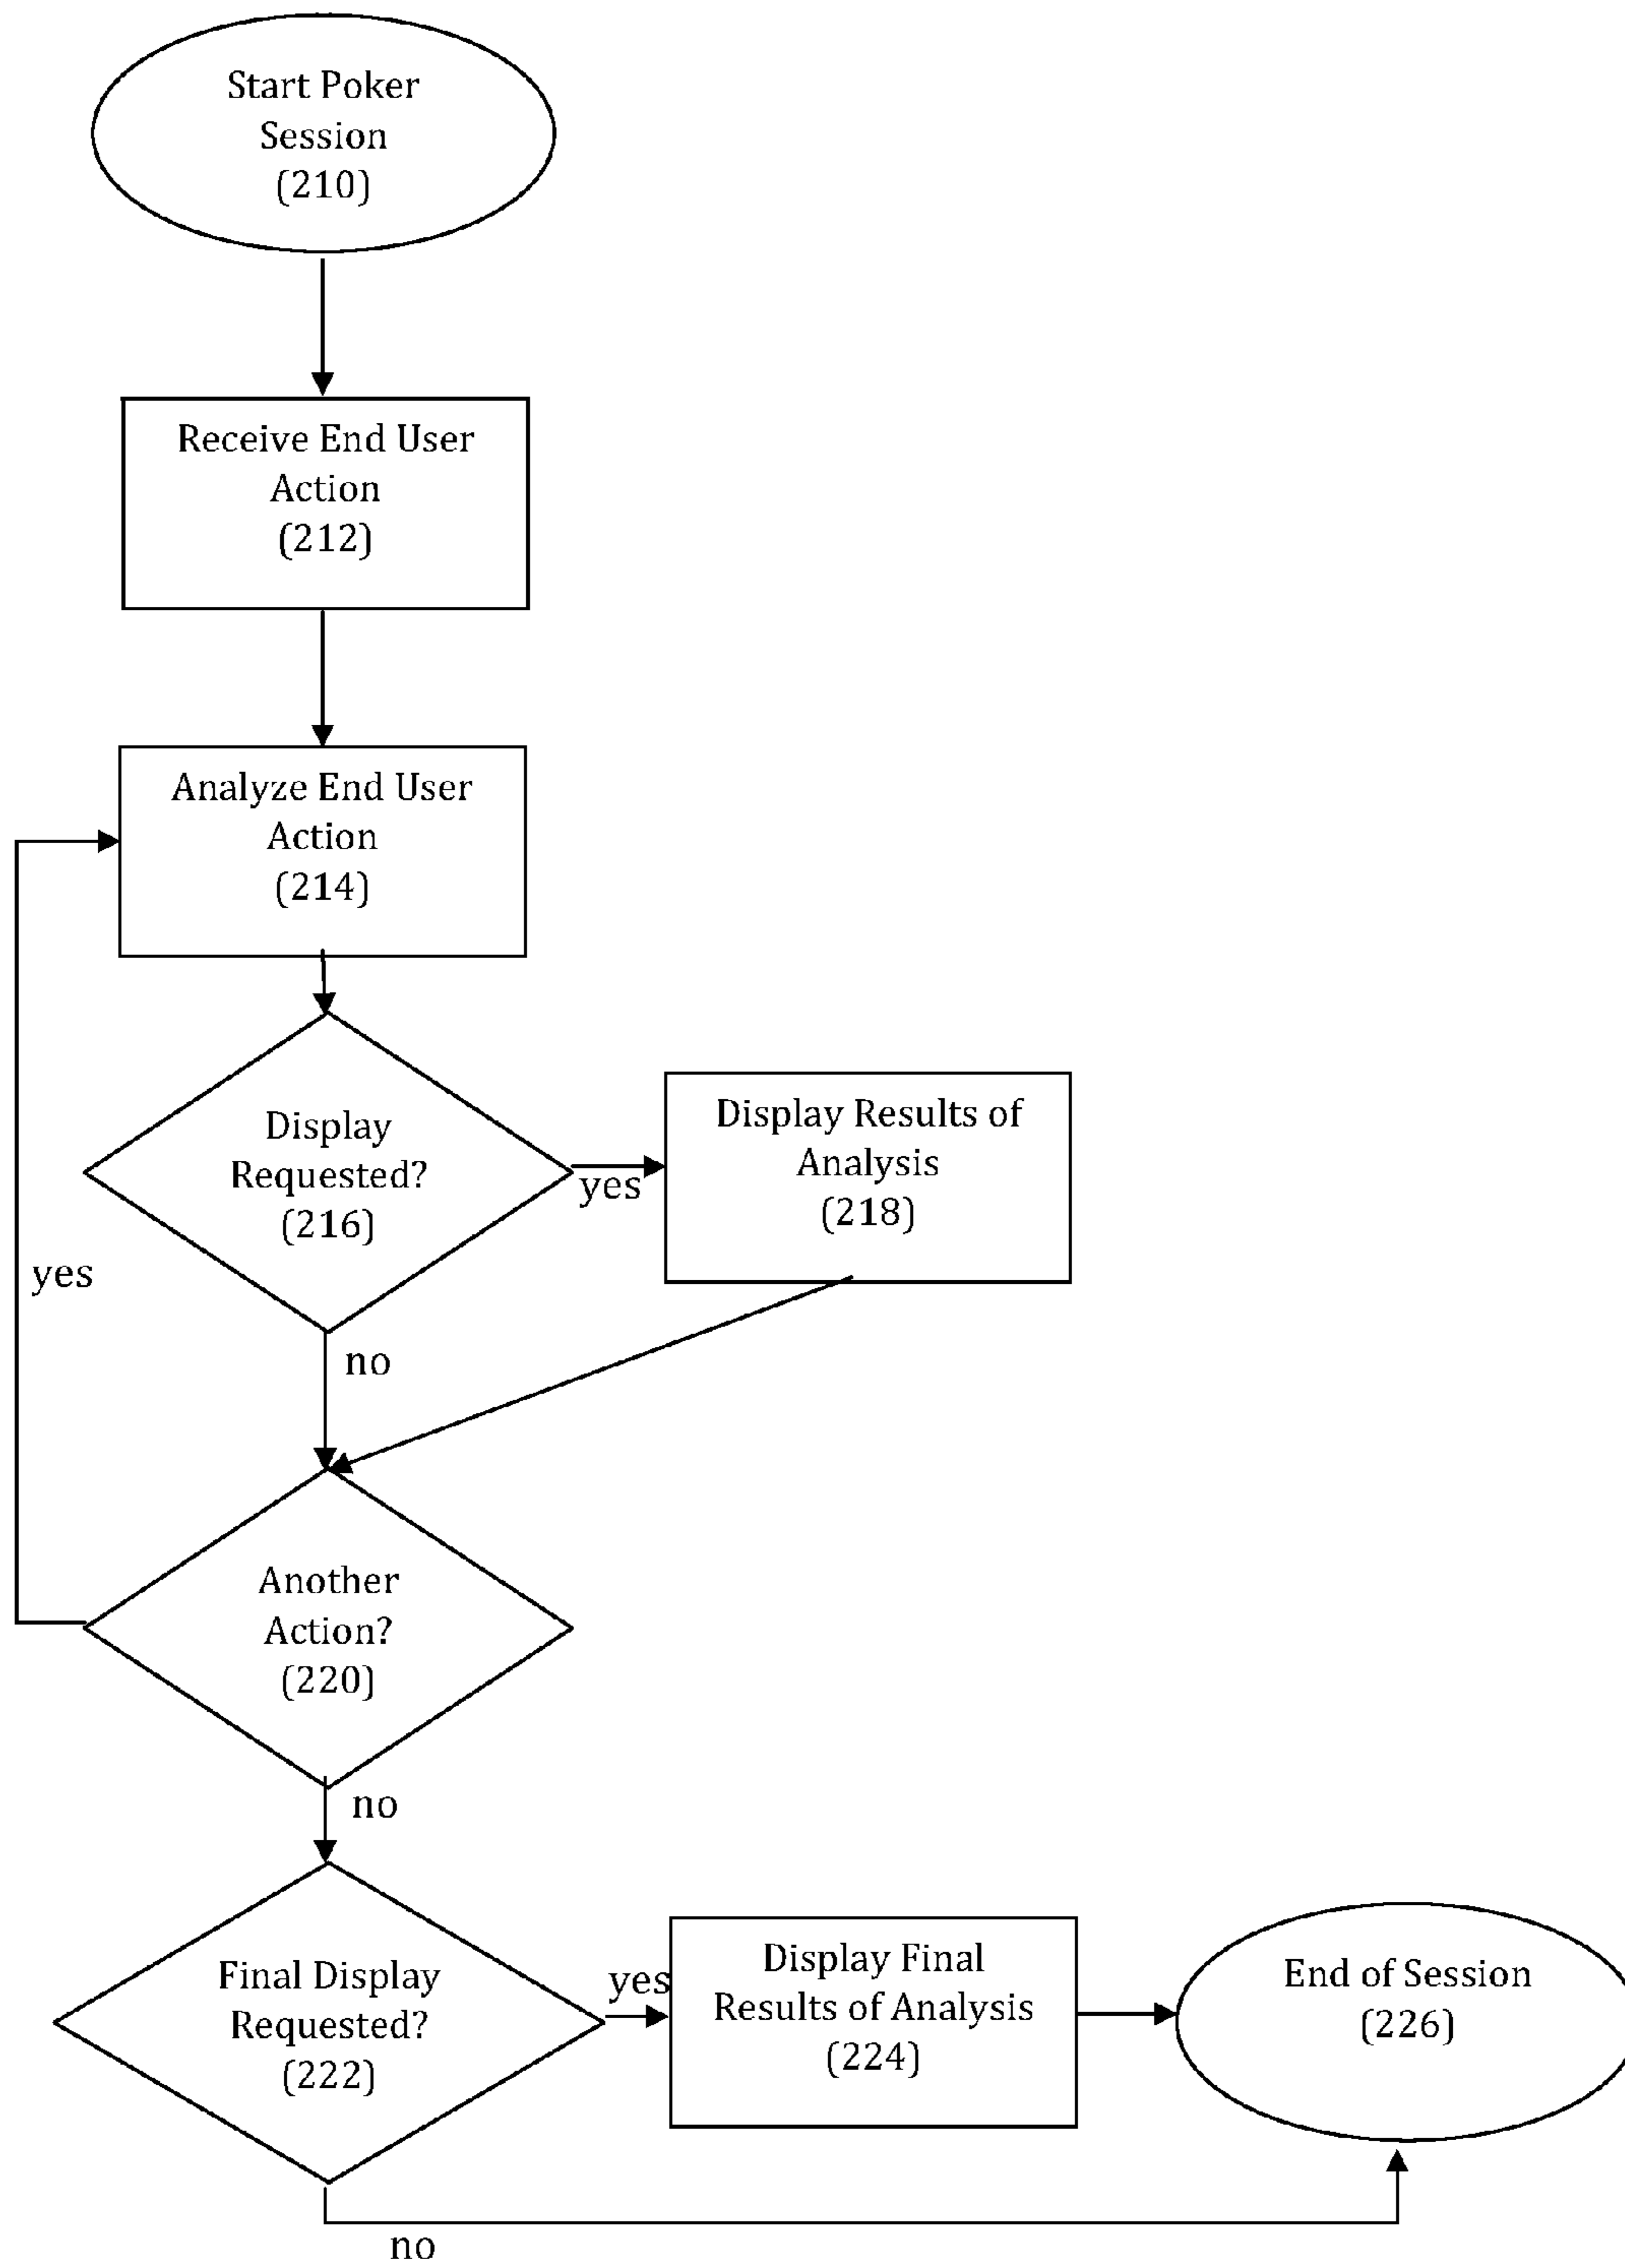 Start Poker
Session
(210)
Receive End User
Action
(212)
Analyze End User
Action
(214)
Display
Requested?
(216)
yes
Display Results of
Analysis
(218)
yes
no
Another
Action?
(220)
no
Final Display
Requested?
(222)
yes
Display Final
Results of Analysis
(224)
End of Session
(226)
no